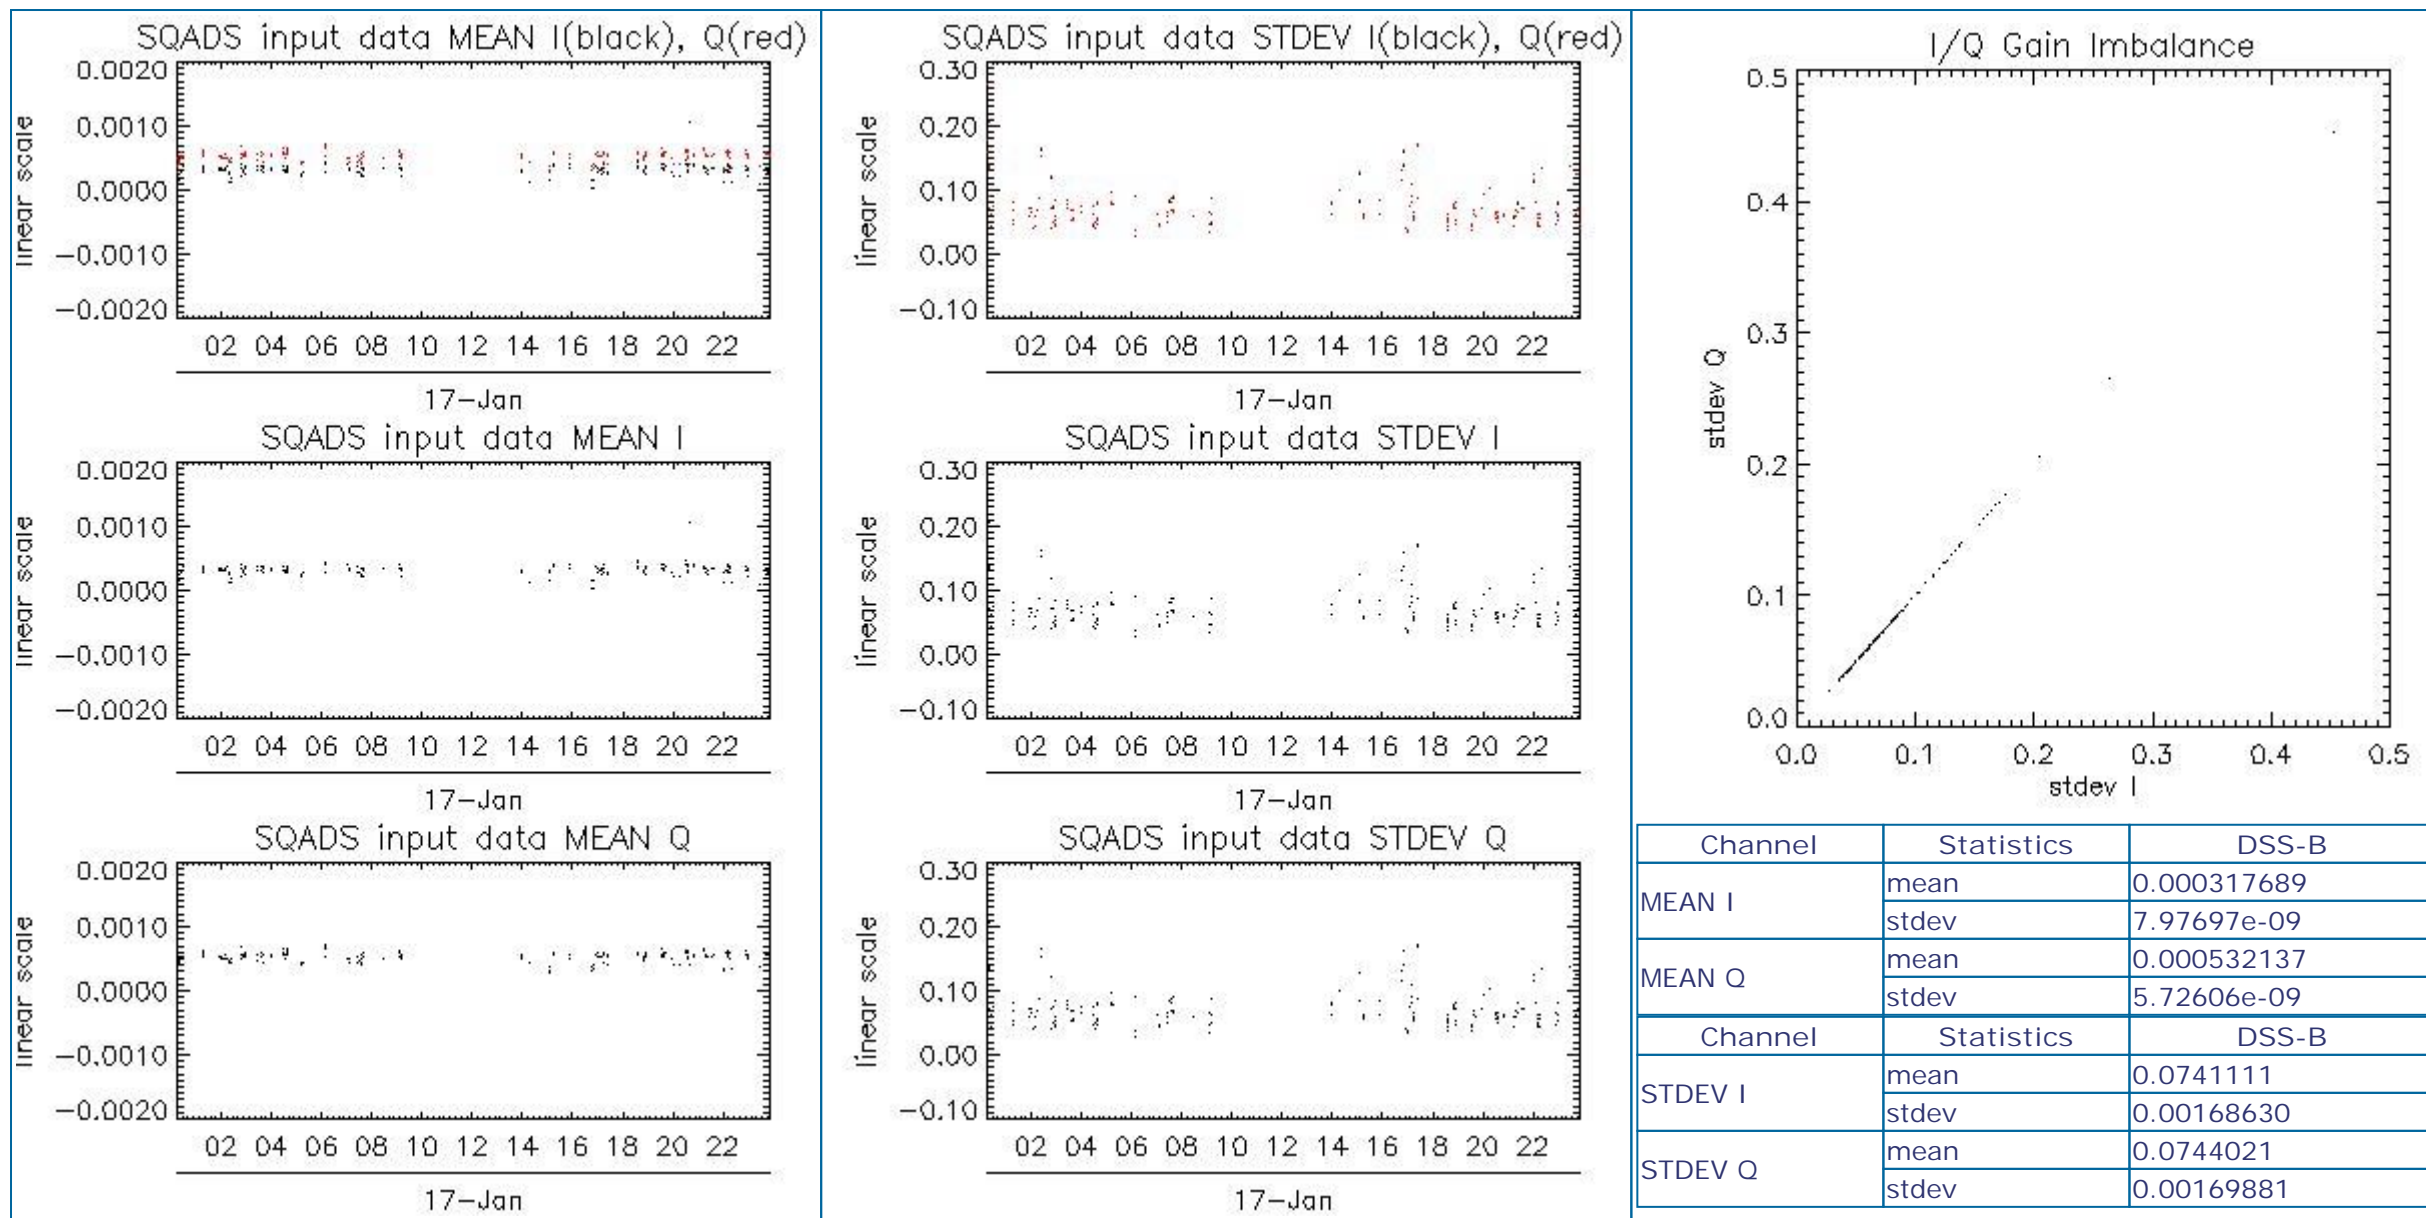 SQADS input data MEAN I(black), Q(red)
0.0020
0.0010
0.0000
−0.0010
−0.0020
linear scale
02 04 06 08 10 12 14 16 18 20 22
17−Jan
SQADS input data MEAN I
0.0020
0.0010
0.0000
−0.0010
−0.0020
linear scale
02 04 06 08 10 12 14 16 18 20 22
17−Jan
SQADS input data MEAN Q
0.0020
0.0010
0.0000
−0.0010
−0.0020
linear scale
02 04 06 08 10 12 14 16 18 20 22
17−Jan
SQADS input data STDEV I(black), Q(red)
0.30
0.20
0.10
0.00
−0.10
linear scale
02 04 06 08 10 12 14 16 18 20 22
17−Jan
SQADS input data STDEV I
0.30
0.20
0.10
0.00
−0.10
linear scale
02 04 06 08 10 12 14 16 18 20 22
17−Jan
SQADS input data STDEV Q
0.30
0.20
0.10
0.00
−0.10
linear scale
02 04 06 08 10 12 14 16 18 20 22
17−Jan
I/Q Gain Imbalance
0.5
0.4
0.3
0.2
0.1
0.0
stdev Q
0.0 0.1 0.2 0.3 0.4 0.5
stdev I
Channel Statistics DSS-B
MEAN I mean 0.000317689
stdev 7.97697e-09
MEAN Q mean 0.000532137
stdev 5.72606e-09
Channel Statistics DSS-B
STDEV I mean 0.0741111
stdev 0.00168630
STDEV Q mean 0.0744021
stdev 0.00169881